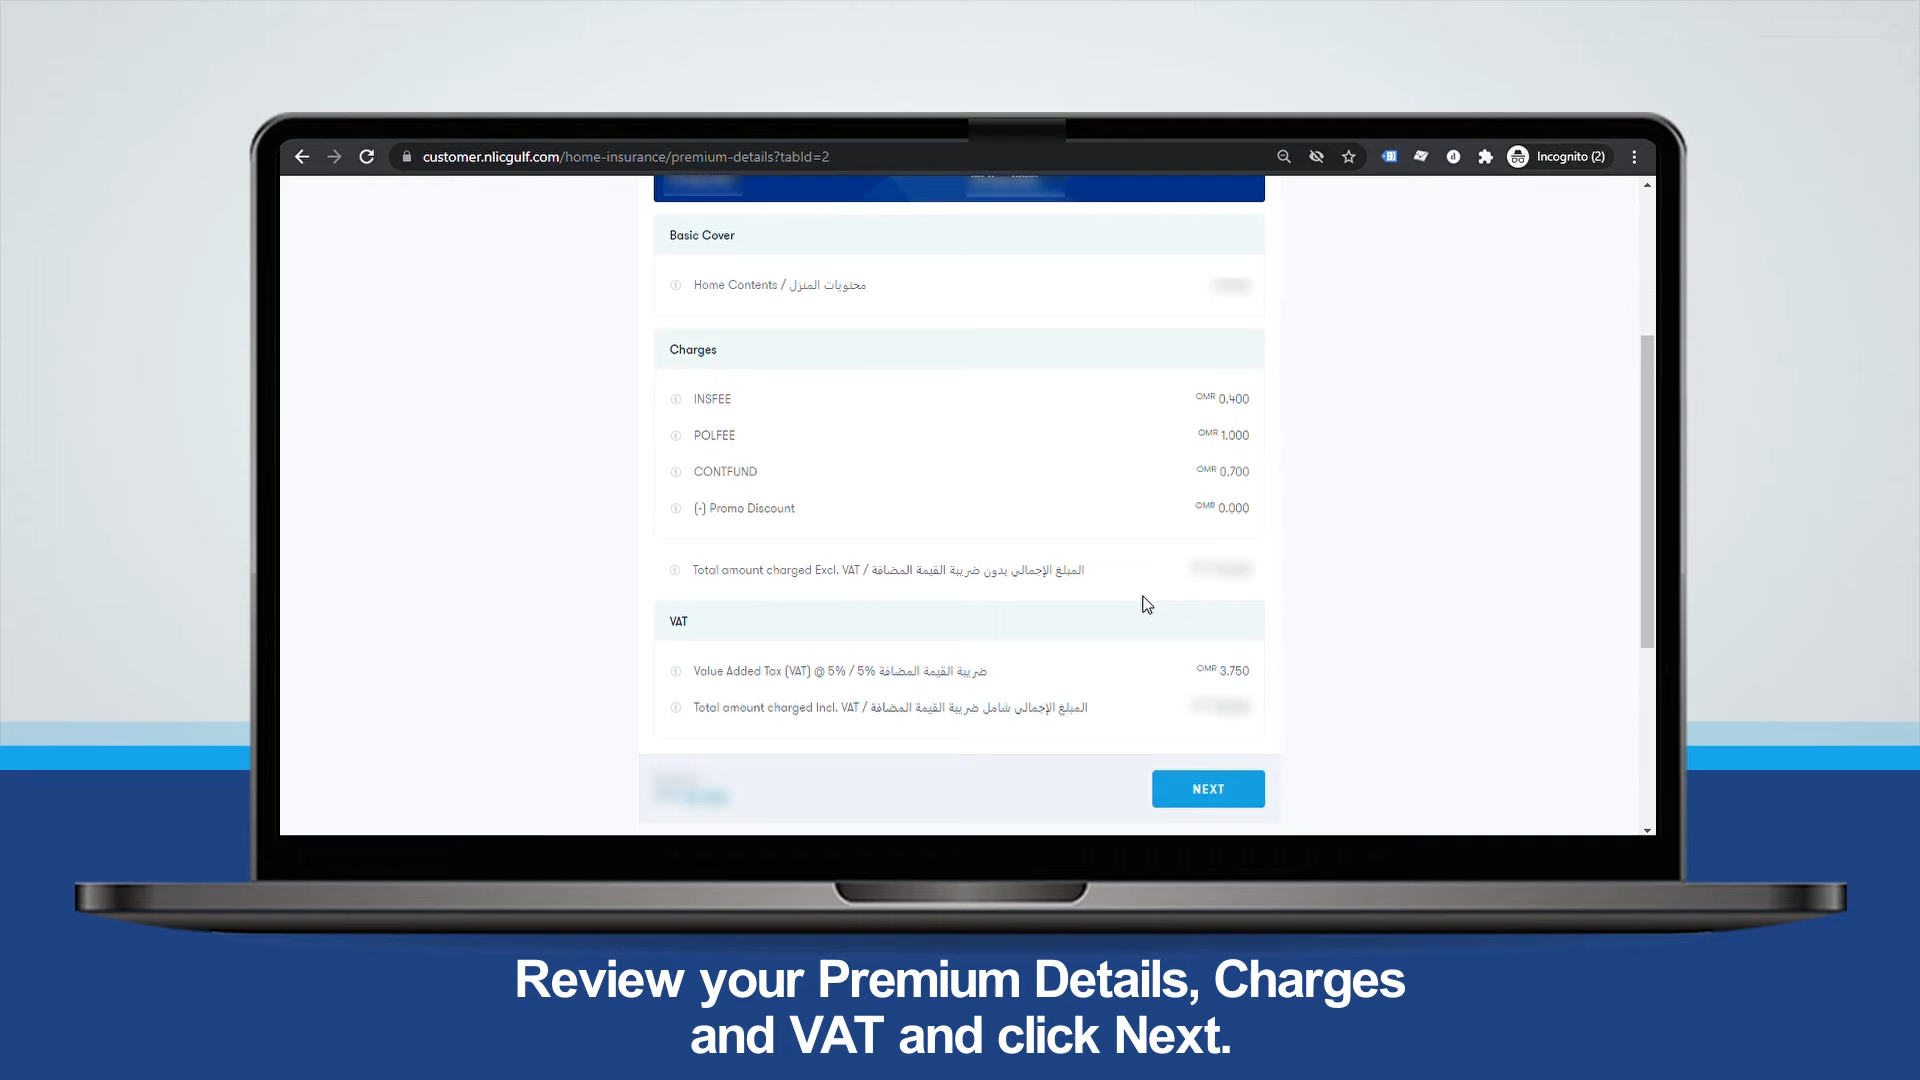 customer.nlicgulf.com/home-insurance/premium-details?tabId=2
Incognito (2)
Basic Cover
Home Contents / محتويات المنزل
Charges
INSFEE OMR 0.400
POLFEE OMR 1.000
CONTFUND OMR 0.700
(-) Promo Discount OMR 0.000
Total amount charged Excl. VAT / المبلغ الإجمالي بدون ضريبة القيمة المضافة
VAT
Value Added Tax (VAT) @ 5% / 5% ضريبة القيمة المضافة OMR 3.750
Total amount charged Incl. VAT / المبلغ الإجمالي شامل ضريبة القيمة المضافة
NEXT
Review your Premium Details, Charges
and VAT and click Next.